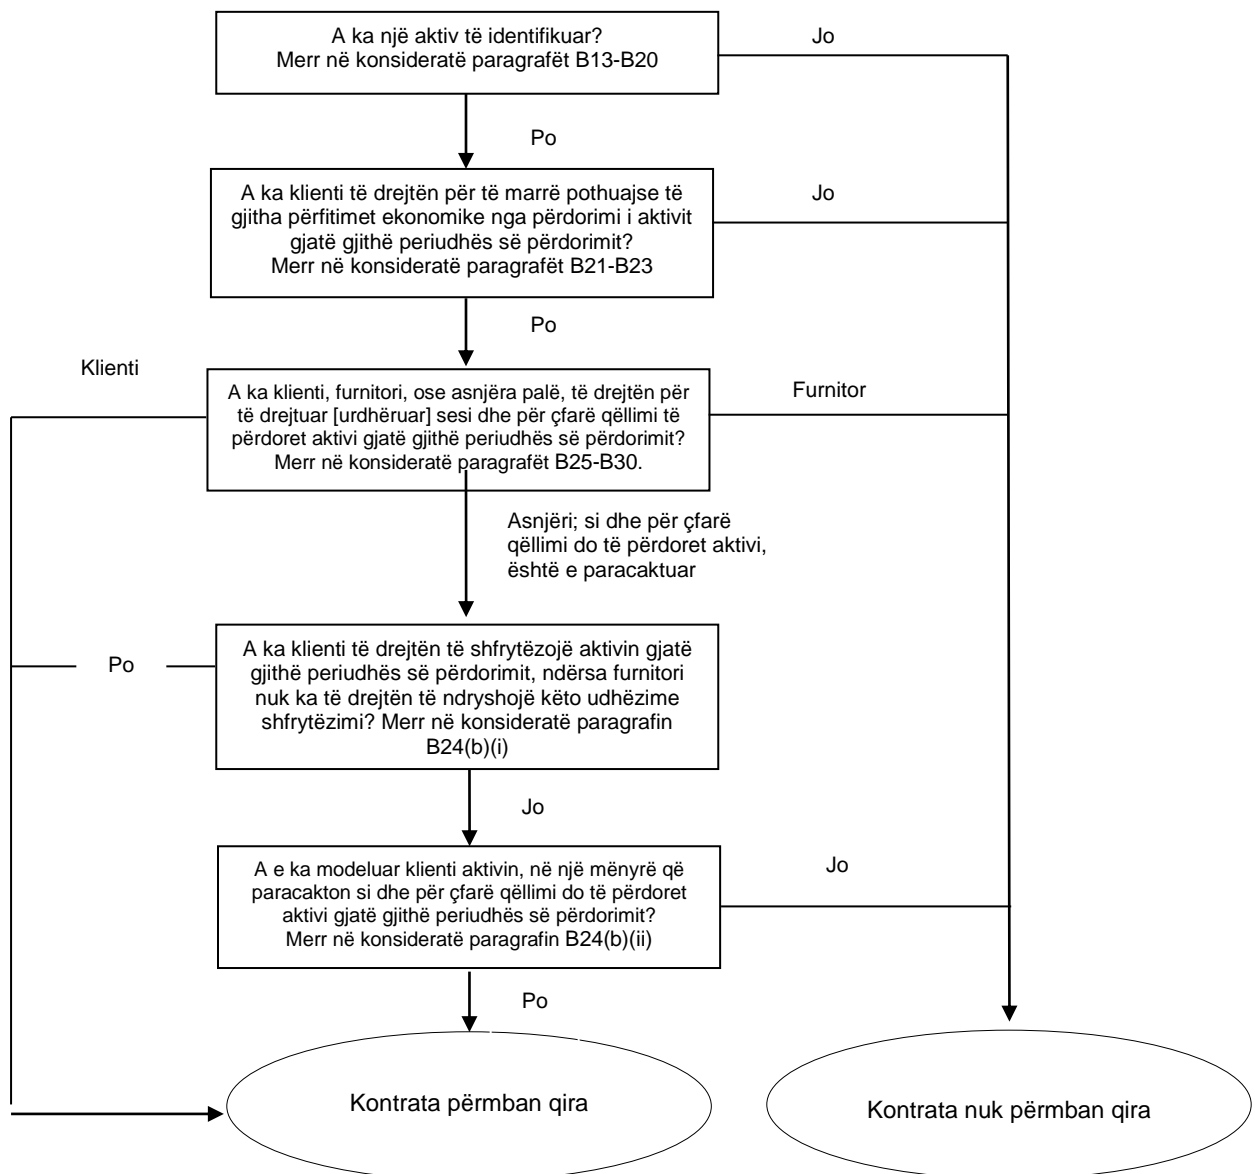 A ka një aktiv të identifikuar?
Merr në konsideratë paragrafët B13-B20
Jo
Po
A ka klienti të drejtën për të marrë pothuajse të
gjitha përfitimet ekonomike nga përdorimi i aktivit
gjatë gjithë periudhës së përdorimit?
Merr në konsideratë paragrafët B21-B23
Jo
Po
Klienti
A ka klienti, furnitori, ose asnjëra palë, të drejtën për
të drejtuar [urdhëruar] sesi dhe për çfarë qëllimi të
përdoret aktivi gjatë gjithë periudhës së përdorimit?
Merr në konsideratë paragrafët B25-B30.
Furnitor
Asnjëri; si dhe për çfarë
qëllimi do të përdoret aktivi,
është e paracaktuar
Po
A ka klienti të drejtën të shfrytëzojë aktivin gjatë
gjithë periudhës së përdorimit, ndërsa furnitori
nuk ka të drejtën të ndryshojë këto udhëzime
shfrytëzimi? Merr në konsideratë paragrafin
B24(b)(i)
Jo
A e ka modeluar klienti aktivin, në një mënyrë që
paracakton si dhe për çfarë qëllimi do të përdoret
aktivi gjatë gjithë periudhës së përdorimit?
Merr në konsideratë paragrafin B24(b)(ii)
Jo
Po
Kontrata përmban qira
Kontrata nuk përmban qira